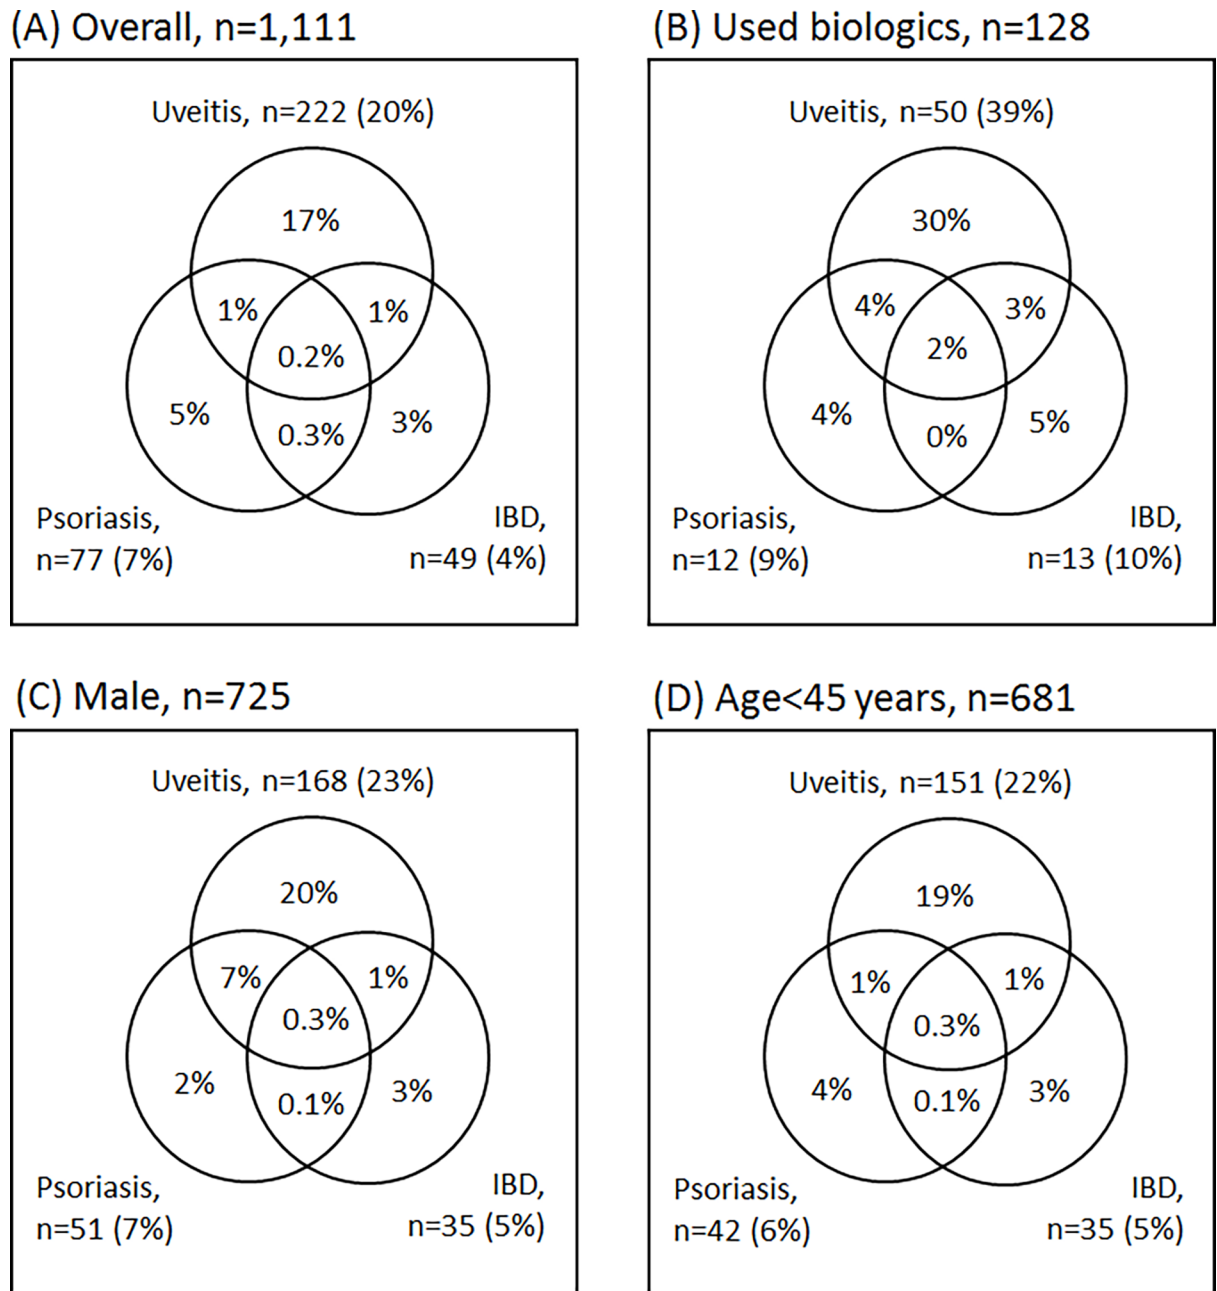 (A) Overall, n=1,111
Uveitis, n=222 (20%)
17%
1%
1%
0.2%
5%
0.3%
3%
Psoriasis,
n=77 (7%)
IBD,
n=49 (4%)
(B) Used biologics, n=128
Uveitis, n=50 (39%)
30%
4%
3%
2%
4%
0%
5%
Psoriasis,
n=12 (9%)
IBD,
n=13 (10%)
(C) Male, n=725
Uveitis, n=168 (23%)
20%
7%
1%
0.3%
2%
0.1%
3%
Psoriasis,
n=51 (7%)
IBD,
n=35 (5%)
(D) Age<45 years, n=681
Uveitis, n=151 (22%)
19%
1%
1%
0.3%
4%
0.1%
3%
Psoriasis,
n=42 (6%)
IBD,
n=35 (5%)